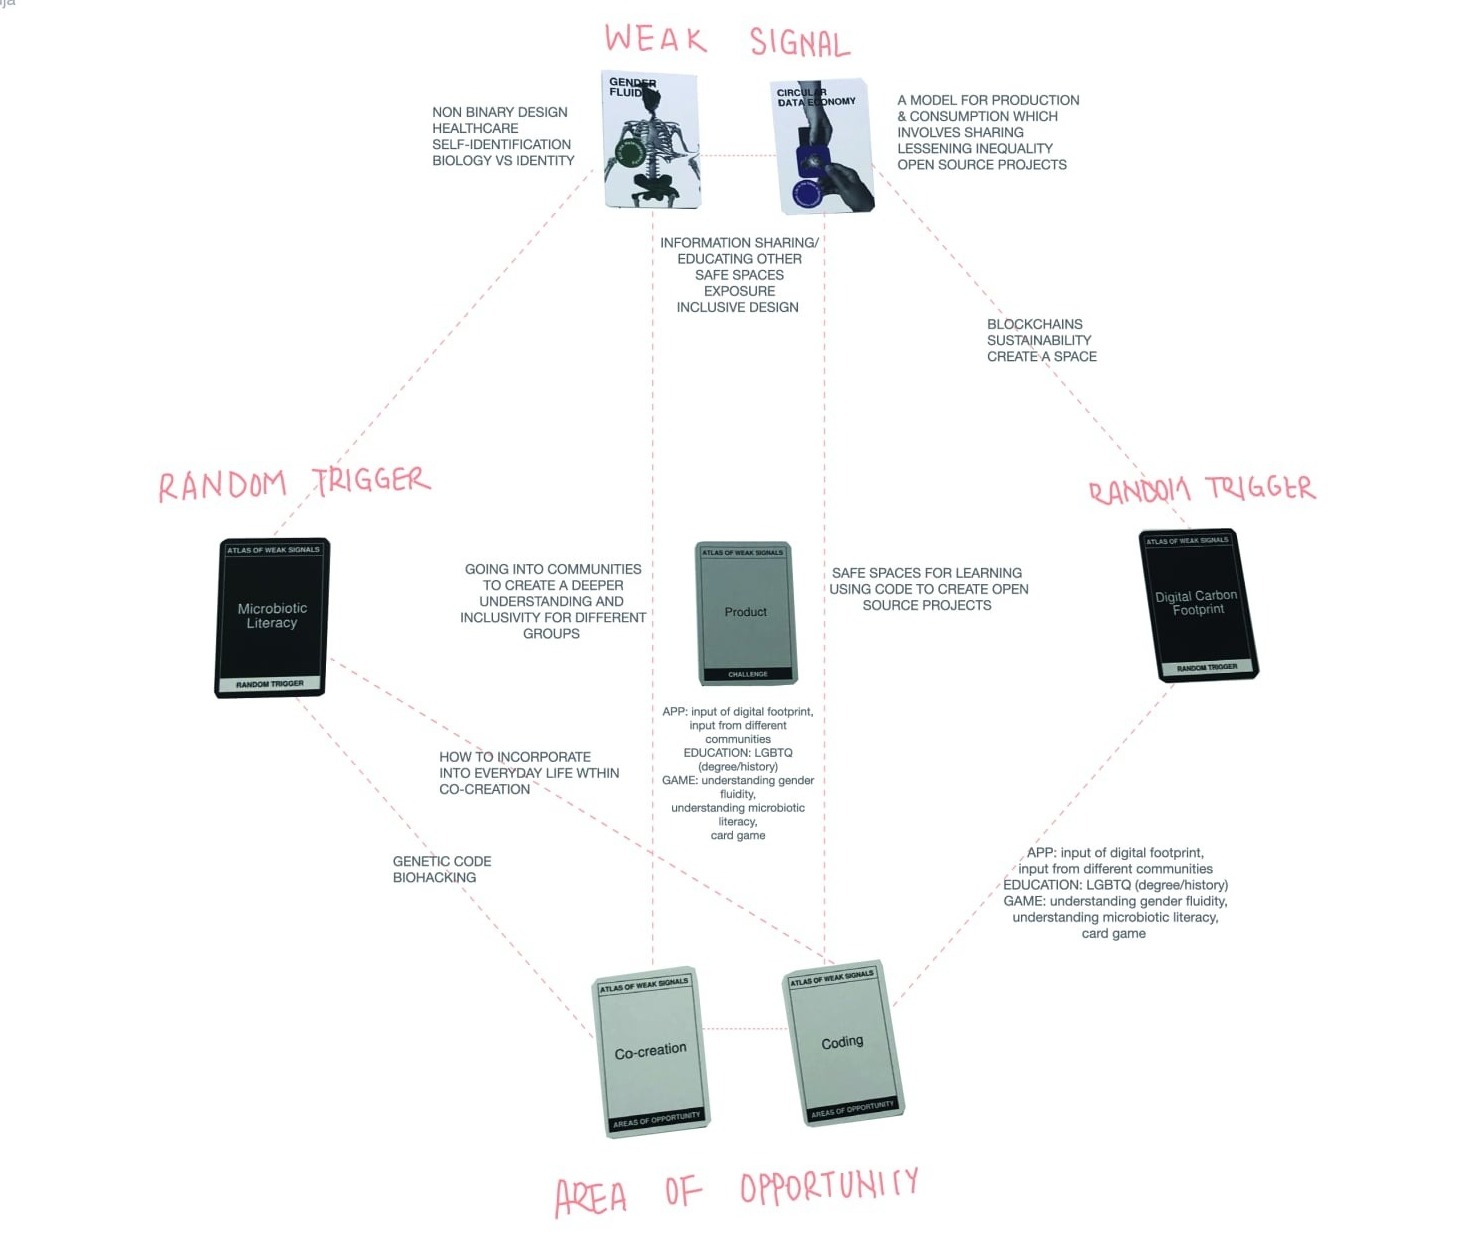 WEAK SIGNAL
GENDER
FLUIDITY
CIRCULAR
DATA ECONOMY
NON BINARY DESIGN
HEALTHCARE
SELF-IDENTIFICATION
BIOLOGY VS IDENTITY
A MODEL FOR PRODUCTION
& CONSUMPTION WHICH
INVOLVES SHARING
LESSENING INEQUALITY
OPEN SOURCE PROJECTS
INFORMATION SHARING/
EDUCATING OTHER
SAFE SPACES
EXPOSURE
INCLUSIVE DESIGN
BLOCKCHAINS
SUSTAINABILITY
CREATE A SPACE
RANDOM TRIGGER
RANDOM TRIGGER
ATLAS OF WEAK SIGNALS
Microbiotic
Literacy
RANDOM TRIGGER
GOING INTO COMMUNITIES
TO CREATE A DEEPER
UNDERSTANDING AND
INCLUSIVITY FOR DIFFERENT
GROUPS
ATLAS OF WEAK SIGNALS
Product
CHALLENGE
SAFE SPACES FOR LEARNING
USING CODE TO CREATE OPEN
SOURCE PROJECTS
ATLAS OF WEAK SIGNALS
Digital Carbon
Footprint
RANDOM TRIGGER
APP: input of digital footprint,
input from different
communities
EDUCATION: LGBTQ
(degree/history)
GAME: understanding gender
fluidity,
understanding microbiotic
literacy,
card game
HOW TO INCORPORATE
INTO EVERYDAY LIFE WTHIN
CO-CREATION
GENETIC CODE
BIOHACKING
APP: input of digital footprint,
input from different communities
EDUCATION: LGBTQ (degree/history)
GAME: understanding gender fluidity,
understanding microbiotic literacy,
card game
ATLAS OF WEAK SIGNALS
Co-creation
AREAS OF OPPORTUNITY
ATLAS OF WEAK SIGNALS
Coding
AREAS OF OPPORTUNITY
AREA OF OPPORTUNITY